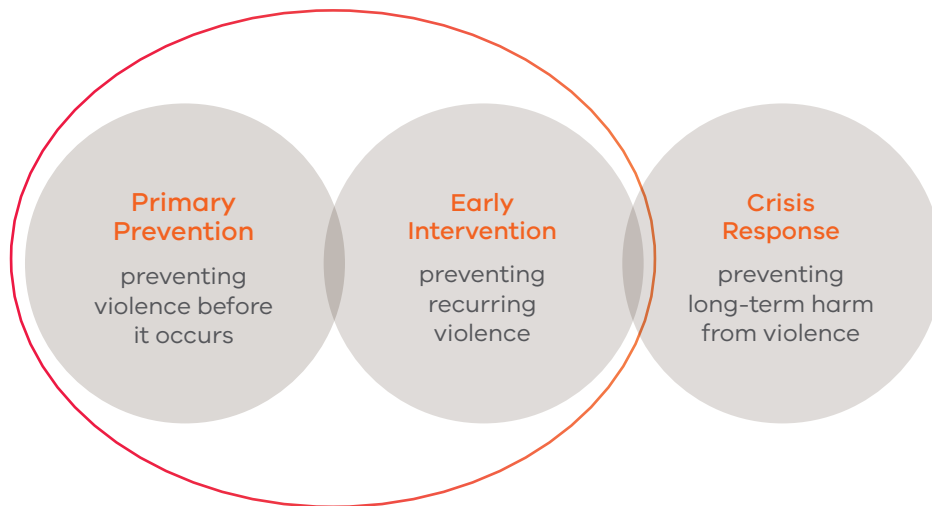 Primary
Prevention
preventing
violence before
it occurs
Early
Intervention
preventing
recurring
violence
Crisis
Response
preventing
long-term harm
from violence